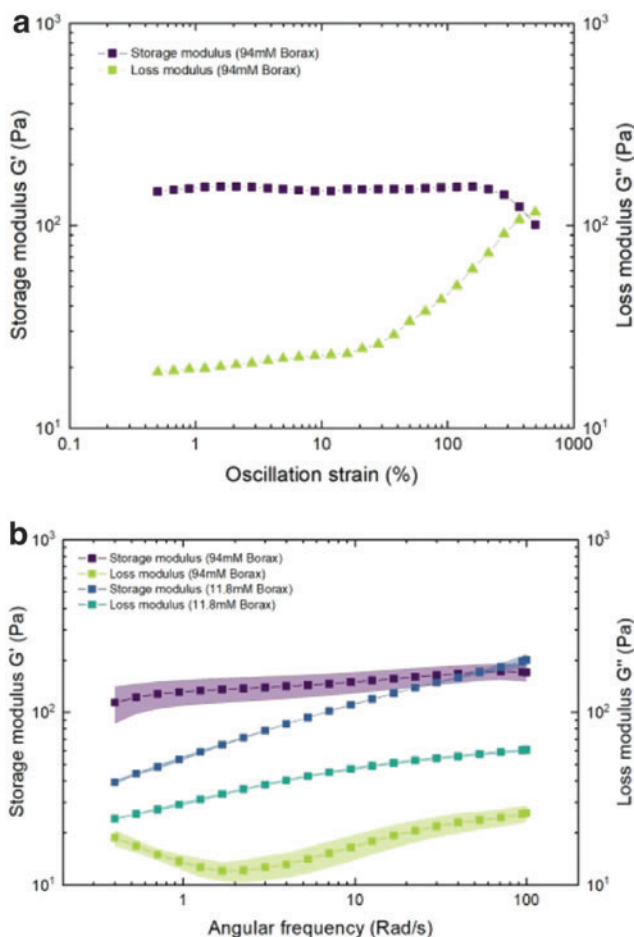 a
10³
10³
Storage modulus (94mM Borax)
Loss modulus (94mM Borax)
Storage modulus G' (Pa)
Loss modulus G" (Pa)
10²
10²
10¹
10¹
0.1
1
10
100
1000
Oscillation strain (%)
b
10³
10³
Storage modulus (94mM Borax)
Loss modulus (94mM Borax)
Storage modulus (11.8mM Borax)
Loss modulus (11.8mM Borax)
Storage modulus G' (Pa)
Loss modulus G" (Pa)
10²
10²
10¹
10¹
1
10
100
Angular frequency (Rad/s)